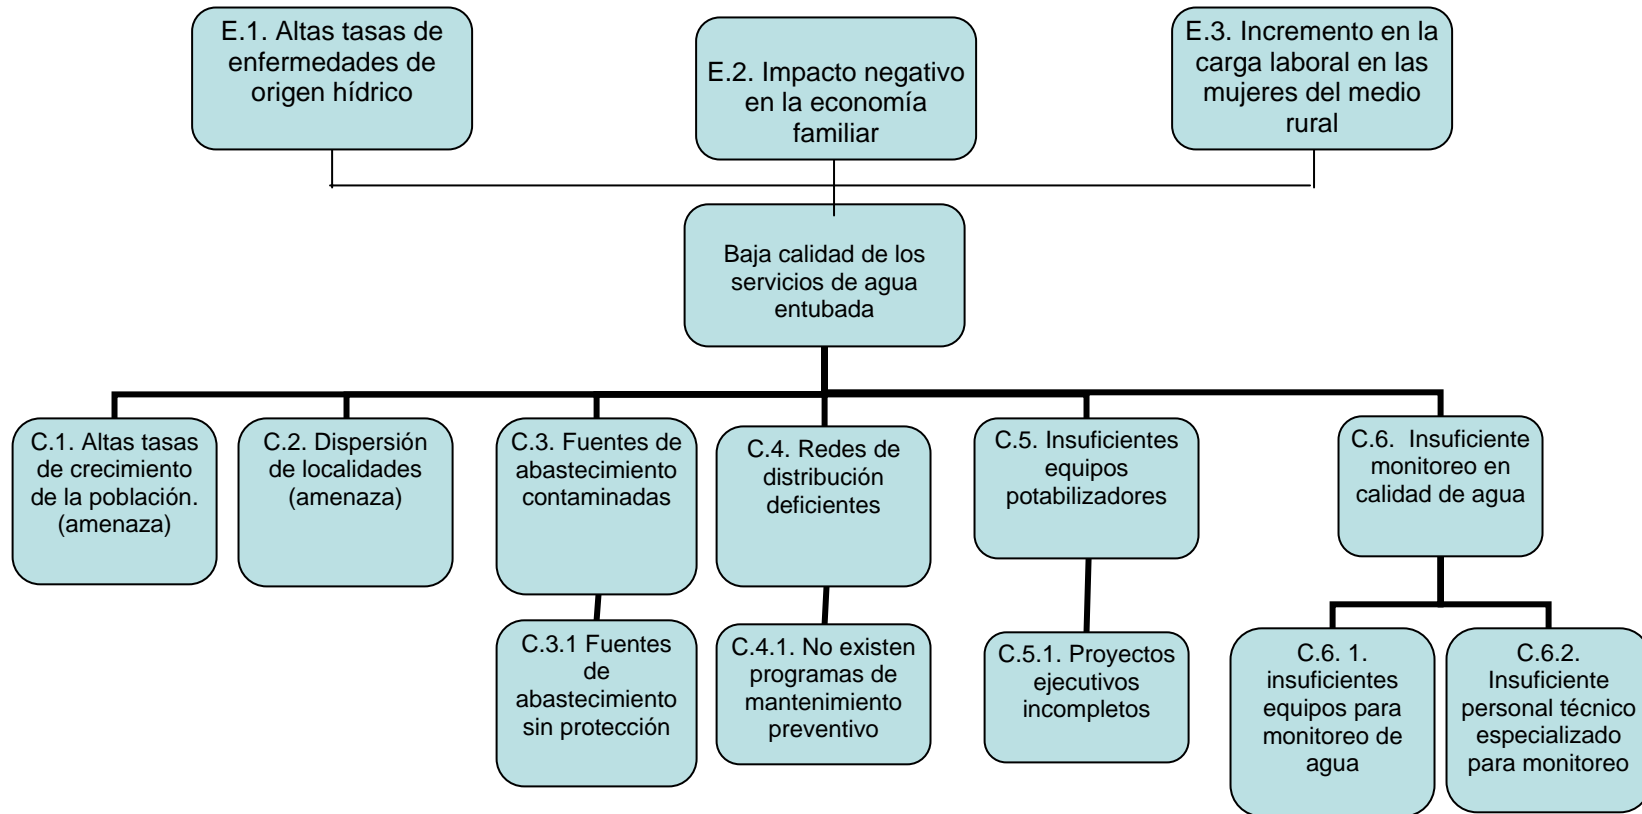 E.1. Altas tasas de
enfermedades de
origen hídrico
E.2. Impacto negativo
en la economía
familiar
E.3. Incremento en la
carga laboral en las
mujeres del medio
rural
Baja calidad de los
servicios de agua
entubada
C.1. Altas tasas
de crecimiento
de la población.
(amenaza)
C.2. Dispersión
de localidades
(amenaza)
C.3. Fuentes de
abastecimiento
contaminadas
C.4. Redes de
distribución
deficientes
C.5. Insuficientes
equipos
potabilizadores
C.6. Insuficiente
monitoreo en
calidad de agua
C.3.1 Fuentes
de
abastecimiento
sin protección
C.4.1. No existen
programas de
mantenimiento
preventivo
C.5.1. Proyectos
ejecutivos
incompletos
C.6. 1.
insuficientes
equipos para
monitoreo de
agua
C.6.2.
Insuficiente
personal técnico
especializado
para monitoreo